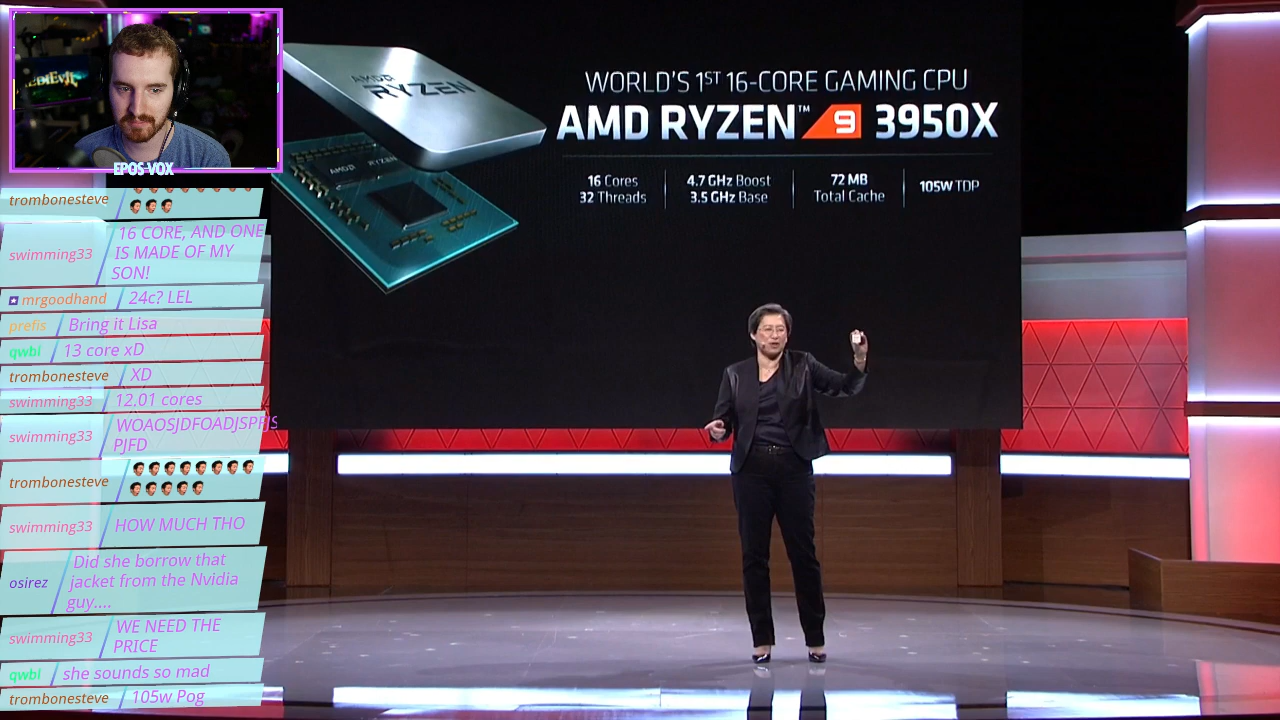 EDIEVIL
EPOS VOX
trombonesteve
swimming33 16 CORE, AND ONE
IS MADE OF MY
SON!
mrgoodhand 24c? LEL
prefis Bring it Lisa
qwbl 13 core xD
trombonesteve XD
swimming33 12.01 cores
swimming33 WOAOSJDFOADJSPFJS
PJFD
trombonesteve
swimming33 HOW MUCH THO
osirez Did she borrow that
jacket from the Nvidia
guy....
swimming33 WE NEED THE
PRICE
qwbl she sounds so mad
trombonesteve 105w Pog
AMD
RYZEN
AMD RYZEN
WORLD'S 1ST 16-CORE GAMING CPU
AMD RYZEN™ 9 3950X
16 Cores
32 Threads
4.7 GHz Boost
3.5 GHz Base
72 MB
Total Cache
105W TDP